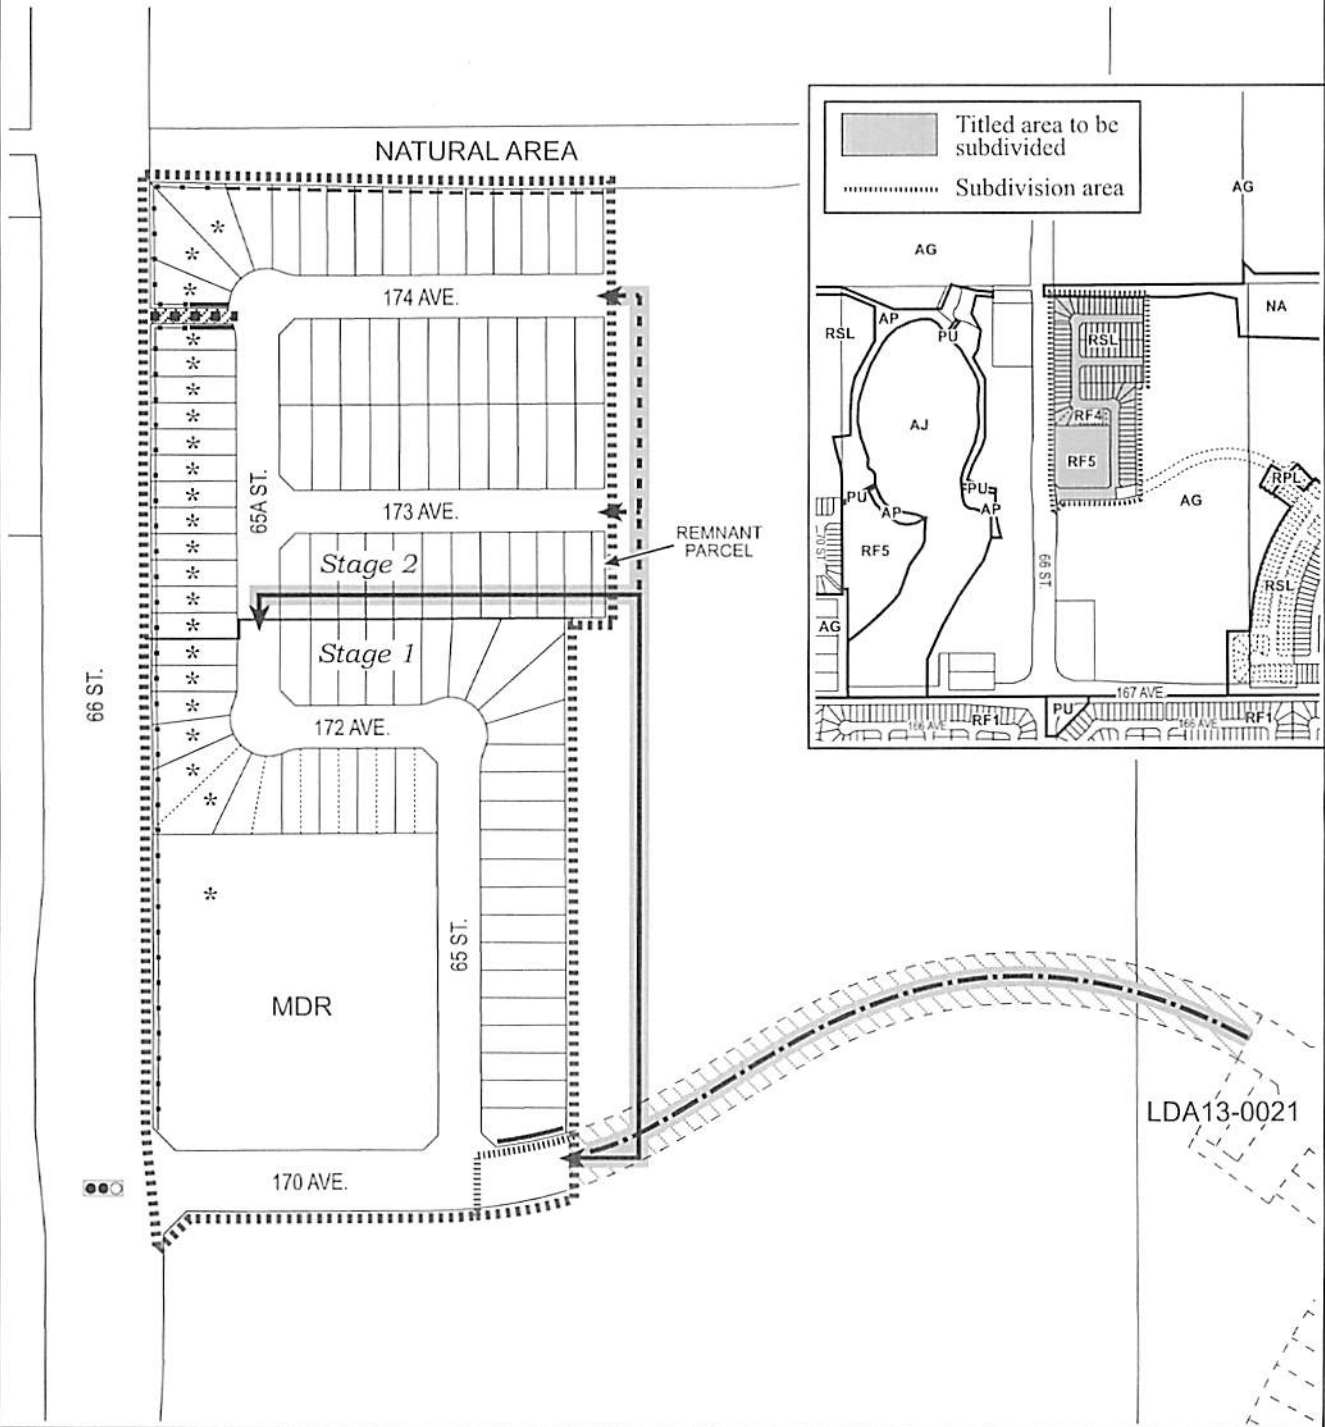 NATURAL AREA
174 AVE.
65A ST.
173 AVE.
REMNANT
PARCEL
Stage 2
Stage 1
66 ST.
172 AVE.
65 ST.
MDR
170 AVE.
LDA13-0021
Titled area to be
subdivided
Subdivision area
AG
AG
NA
RSL
AP
PU
RSL
AJ
RF4
RF5
PU
PU
AP
AP
RPL
AG
70 ST.
RF5
66 ST.
RSL
AG
167 AVE.
PU
166 AVE.
RF1
166 AVE.
RF1